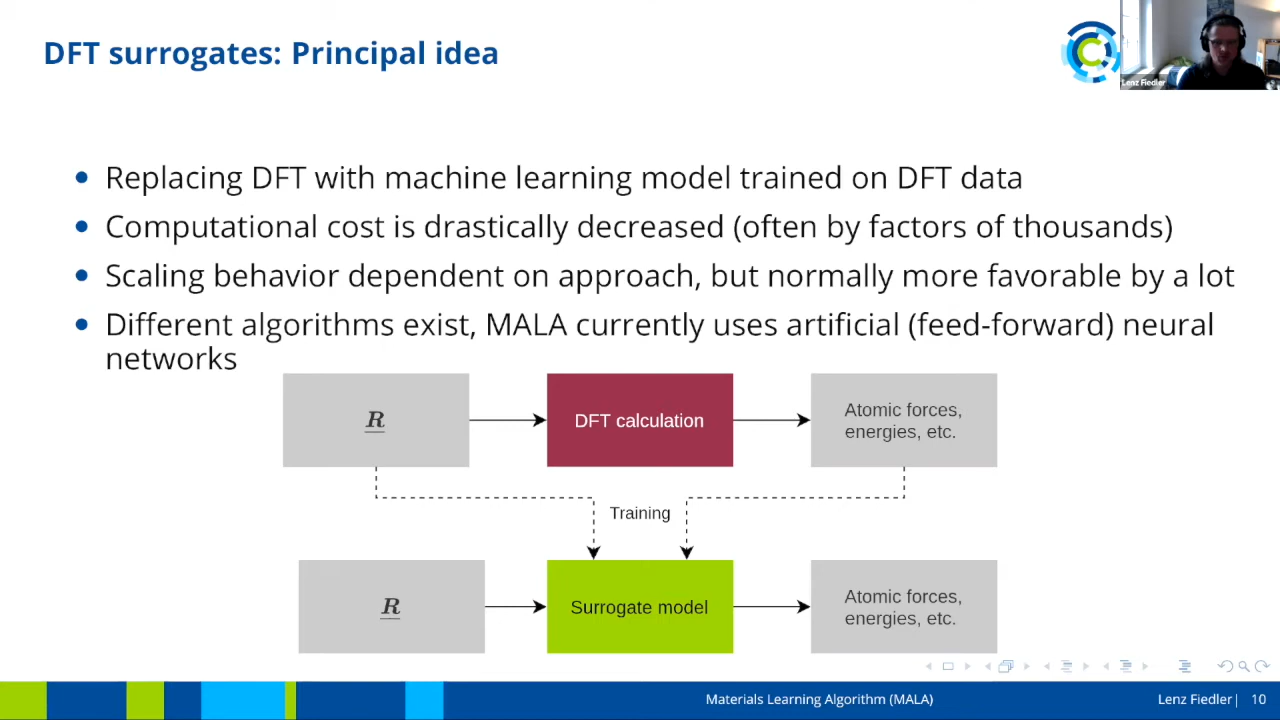 DFT surrogates: Principal idea
Lenz Fiedler
Replacing DFT with machine learning model trained on DFT data
Computational cost is drastically decreased (often by factors of thousands)
Scaling behavior dependent on approach, but normally more favorable by a lot
Different algorithms exist, MALA currently uses artificial (feed-forward) neural
networks
R
DFT calculation
Atomic forces,
energies, etc.
Training
R
Surrogate model
Atomic forces,
energies, etc.
Materials Learning Algorithm (MALA)
Lenz Fiedler| 10